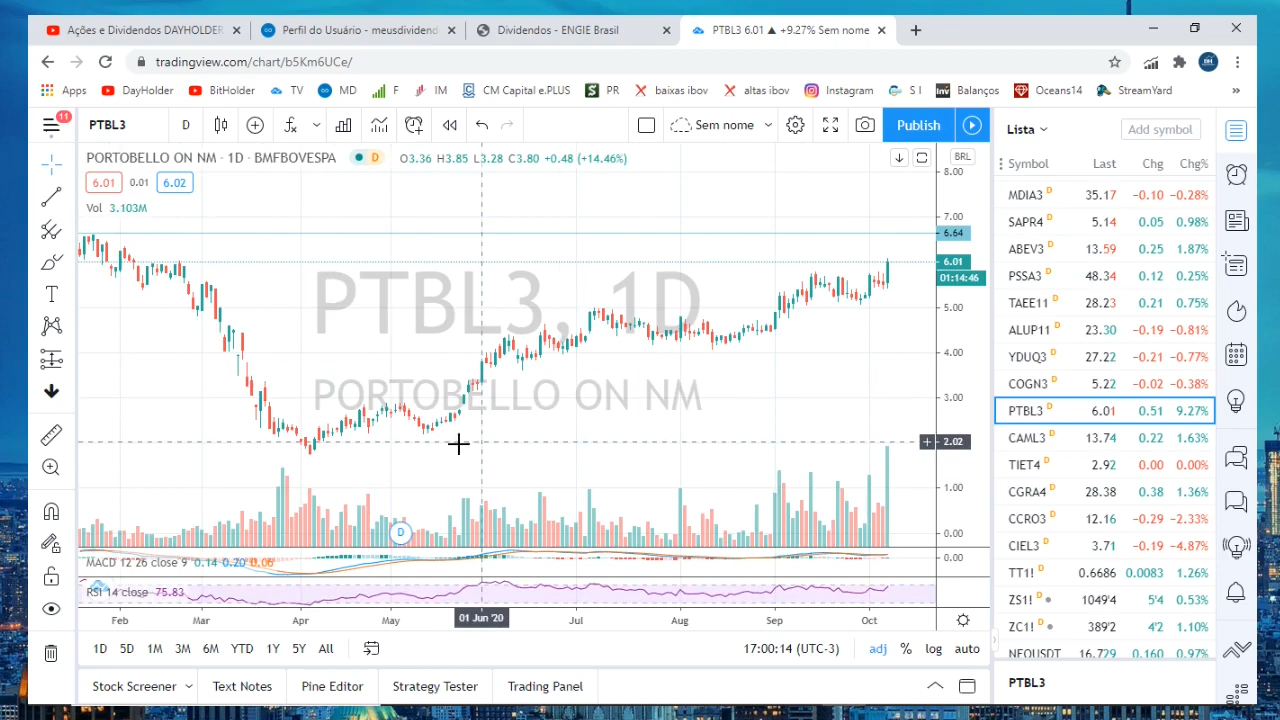 Ações e Dividendos DAYHOLDER
Perfil do Usuário - meusdividend
Dividendos - ENGIE Brasil
PTBL3 6.01 ▲ +9.27% Sem nome
tradingview.com/chart/b5Km6UCe/
DH
Apps DayHolder BitHolder TV MD F IM CM Capital e.PLUS PR baixas ibov altas ibov Instagram S I Balanços Oceans14 StreamYard »
11
PTBL3 D Sem nome Publish
PORTOBELLO ON NM · 1D · BMFBOVESPA D O3.36 H3.85 L3.28 C3.80 +0.48 (+14.46%)
BRL
6.01 0.01 6.02
Vol 3.103M
8.00
7.00
6.64
6.01
01:14:46
5.00
4.00
3.00
2.02
1.00
0.00
0.00
PTBL3, 1D
PORTOBELLO ON NM
D
MACD 12 26 close 9 0.14 0.20 0.06
RSI 14 close 75.83
Feb Mar Apr May 01 Jun '20 Jul Aug Sep Oct
1D 5D 1M 3M 6M YTD 1Y 5Y All 17:00:14 (UTC-3) adj % log auto
Stock Screener Text Notes Pine Editor Strategy Tester Trading Panel
Lista Add symbol
Symbol Last Chg Chg%
MDIA3 D 35.17 −0.10 −0.28%
SAPR4 D 5.14 0.05 0.98%
ABEV3 D 13.59 0.25 1.87%
PSSA3 D 48.34 0.12 0.25%
TAEE11 D 28.23 0.21 0.75%
ALUP11 D 23.30 −0.19 −0.81%
YDUQ3 D 27.22 −0.21 −0.77%
COGN3 D 5.22 −0.02 −0.38%
PTBL3 D 6.01 0.51 9.27%
CAML3 D 13.74 0.22 1.63%
TIET4 D 2.92 0.00 0.00%
CGRA4 D 28.38 0.38 1.36%
CCRO3 D 12.16 −0.29 −2.33%
CIEL3 D 3.71 −0.19 −4.87%
TT1! D 0.6686 0.0083 1.26%
ZS1! 1049'4 5'4 0.53%
ZC1! 389'2 4'2 1.10%
NEOUSDT 16.729 0.160 0.97%
PTBL3